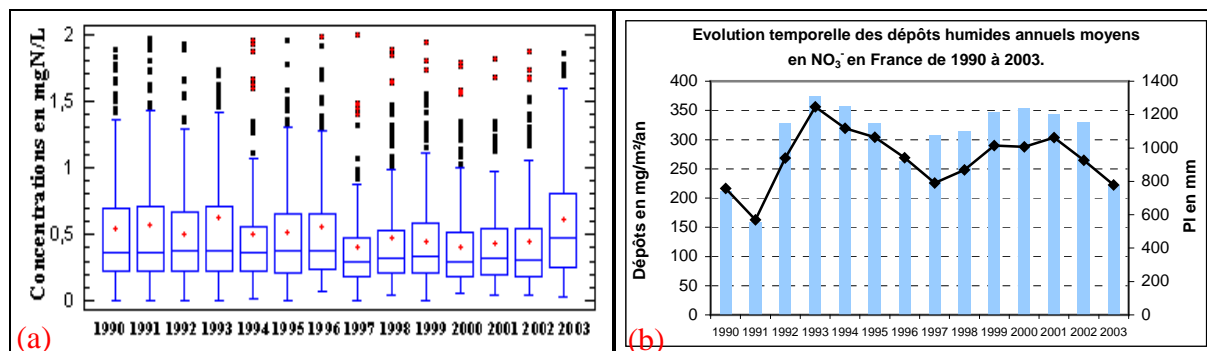 Concentrations en mgN/L
2
1,5
1
0,5
0
1990 1991 1992 1993 1994 1995 1996 1997 1998 1999 2000 2001 2002 2003
(a)
Evolution temporelle des dépôts humides annuels moyens
en NO₃⁻ en France de 1990 à 2003.
Dépôts en mg/m²/an
400
350
300
250
200
150
100
50
0
PI en mm
1400
1200
1000
800
600
400
200
0
1990 1991 1992 1993 1994 1995 1996 1997 1998 1999 2000 2001 2002 2003
(b)